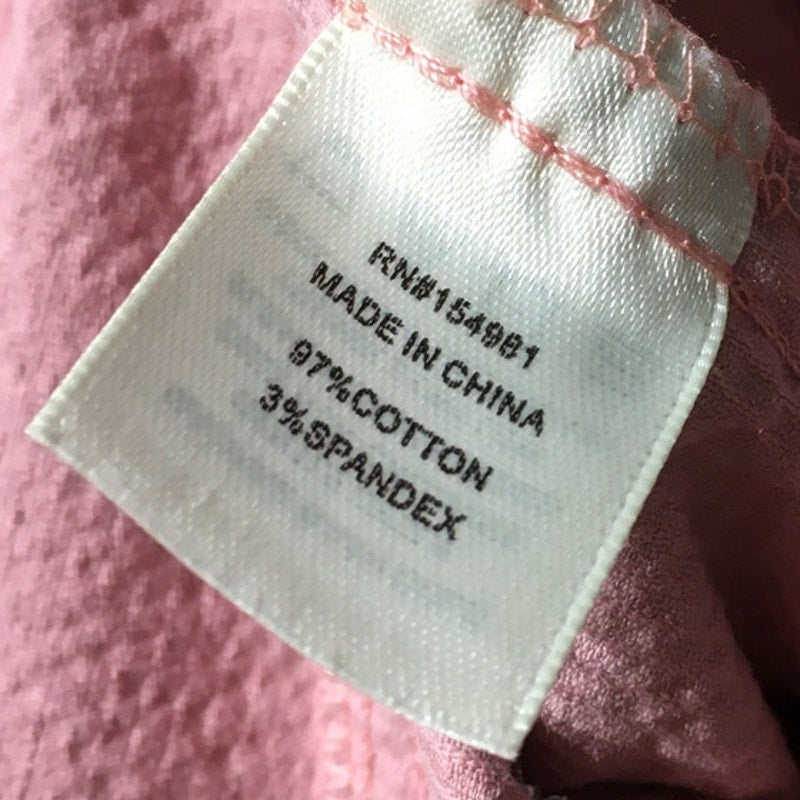 RN#154981
MADE IN CHINA
97%COTTON
3%SPANDEX